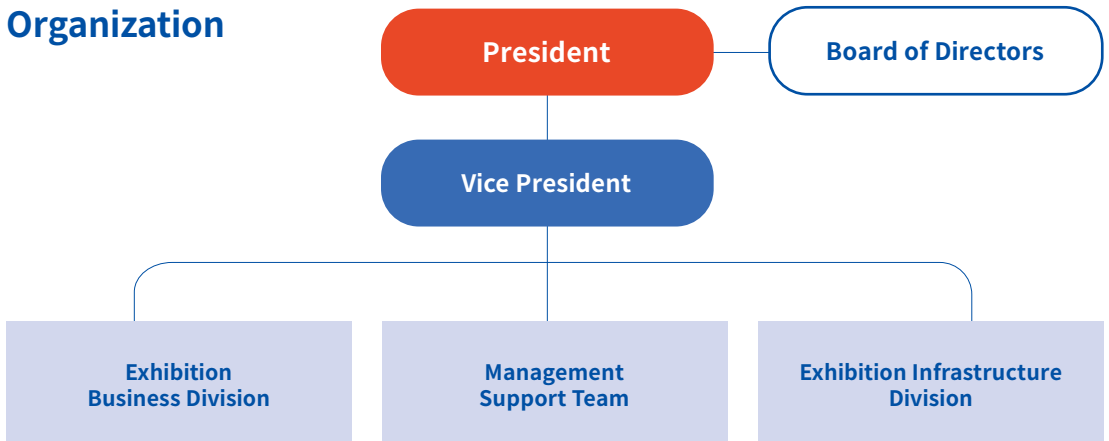 Organization
President
Board of Directors
Vice President
Exhibition
Business Division
Management
Support Team
Exhibition Infrastructure
Division